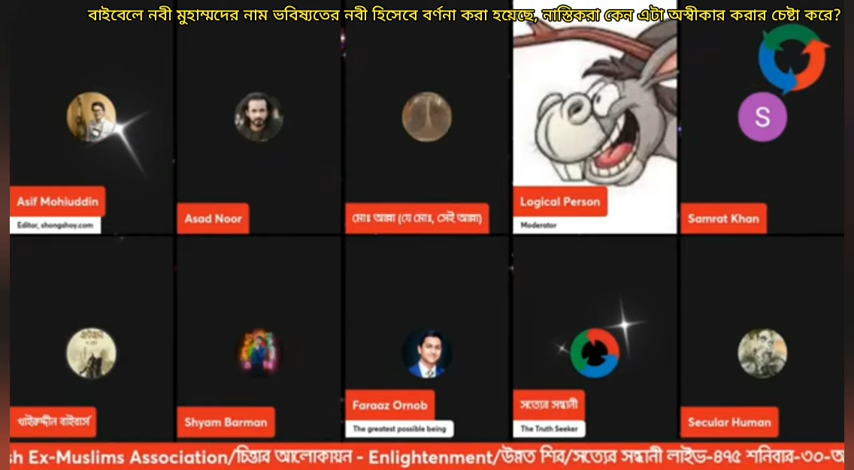 বাইবেলে নবী মুহাম্মদের নাম ভবিষ্যতের নবী হিসেবে বর্ণনা করা হয়েছে, নাস্তিকরা কেন এটা অস্বীকার করার চেষ্টা করে?
Asif Mohiuddin
Editor, shongshoy.com
Asad Noor
মোঃ আল্লা (যে মোঃ, সেই আল্লা)
Logical Person
Moderator
S
Samrat Khan
খাইরুদ্দীন বাইবার্স
Shyam Barman
Faraaz Ornob
The greatest possible being
সত্যের সন্ধানী
The Truth Seeker
Secular Human
sh Ex-Muslims Association/চিন্তার আলোকায়ন - Enlightenment/উন্নত শির/সত্যের সন্ধানী লাইভ-৪৭৫ শনিবার-৩০-অ